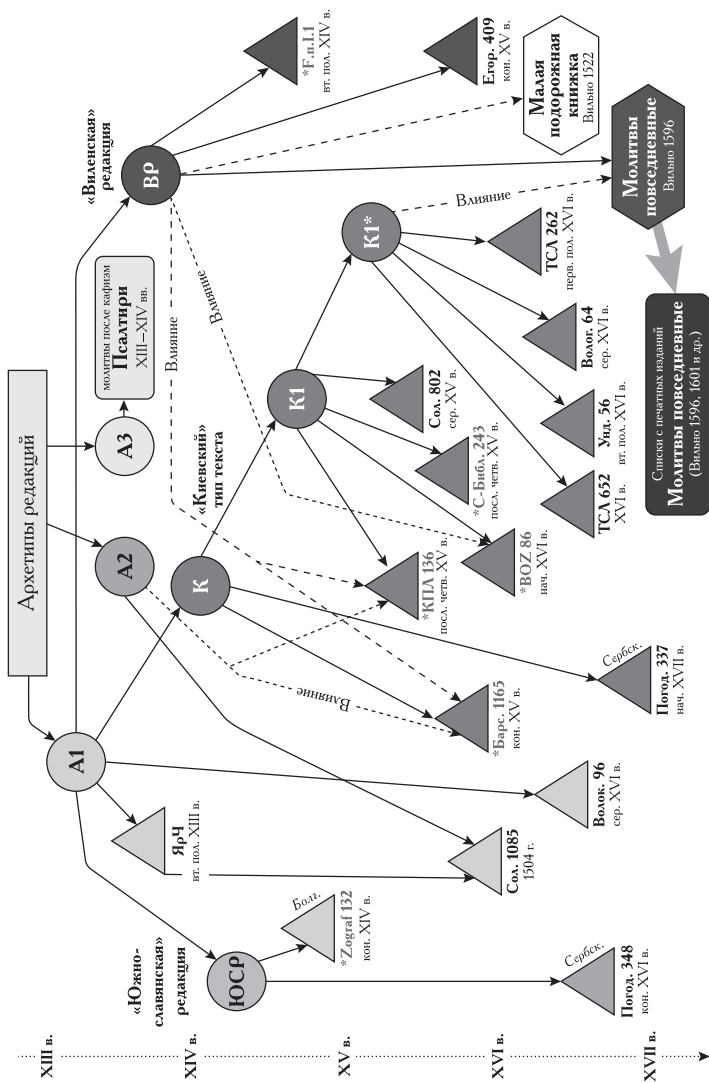 Архетипы редакций
А1
А2
А3
молитвы после кафизм
Псалтири
XIII–XIV вв.
«Виленская»
редакция
ВР
*F.п.I.1
вт. пол. XIV в.
Егор. 409
кон. XV в.
Малая
подорожная
книжка
Вильно 1522
Молитвы
повседневные
Вильно 1596
Списки с печатных изданий
Молитвы повседневные
(Вильно 1596, 1601 и др.)
Влияние
Влияние
Влияние
Влияние
«Киевский»
тип текста
К
К1
К1*
Сол. 802
сер. XV в.
*С-Библ. 243
посл. четв. XV в.
*КПЛ 136
посл. четв. XV в.
*BOZ 86
нач. XVI в.
ТСЛ 262
перв. пол. XVI в.
Волог. 64
сер. XVI в.
Унд. 56
вт. пол. XVI в.
ТСЛ 652
XVI в.
*Барс. 1165
кон. XV в.
Сербск.
Погод. 337
нач. XVII в.
Волок. 96
сер. XVI в.
Сол. 1085
1504 г.
ЯрЧ
вт. пол. XIII в.
«Южно-
славянская»
редакция
ЮСР
Болг.
*Zograf 132
кон. XIV в.
Сербск.
Погод. 348
кон. XVI в.
XIII в.
XIV в.
XV в.
XVI в.
XVII в.